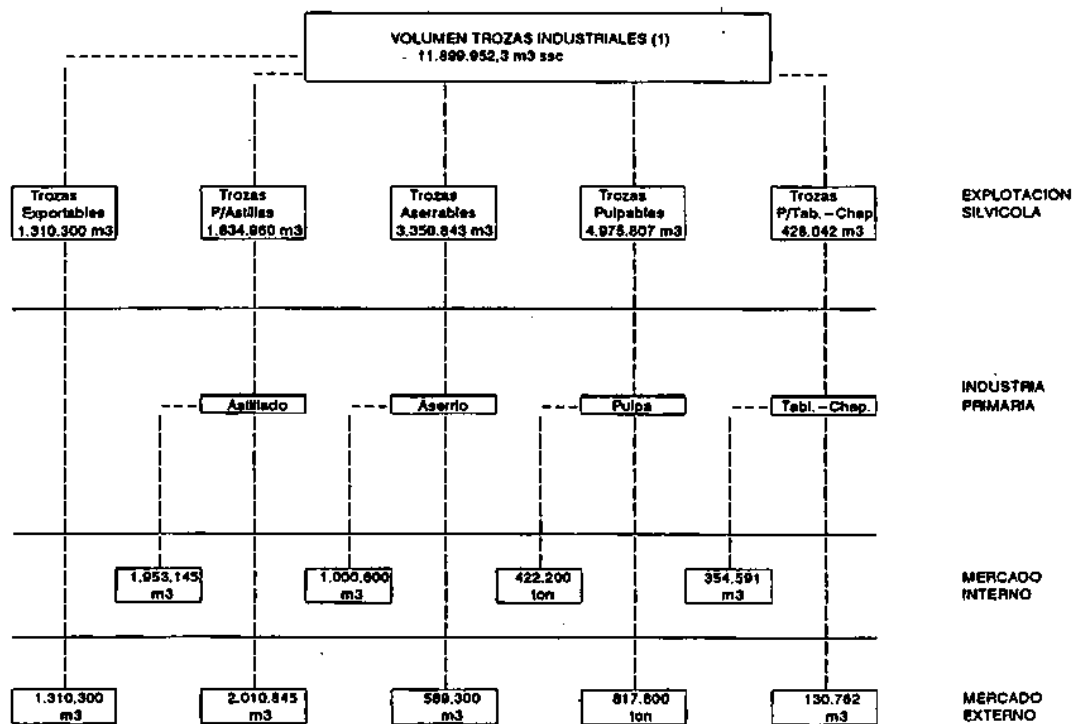 VOLUMEN TROZAS INDUSTRIALES (1)
11.899.952,3 m3 ssc
Trozas
Exportables
1.310.300 m3
Trozas
P/Astillas
1.834.960 m3
Trozas
Aserrables
3.350.843 m3
Trozas
Pulpables
4.975.807 m3
Trozas
P/Tab.-Chap.
428.042 m3
EXPLOTACION
SILVICOLA
Astillado
Aserrio
Pulpa
Tabl.-Chap.
INDUSTRIA
PRIMARIA
1,953,145
m3
1,000,600
m3
422,200
ton
354,591
m3
MERCADO
INTERNO
1.310,300
m3
2,010,845
m3
589,300
m3
817,600
ton
130,762
m3
MERCADO
EXTERNO